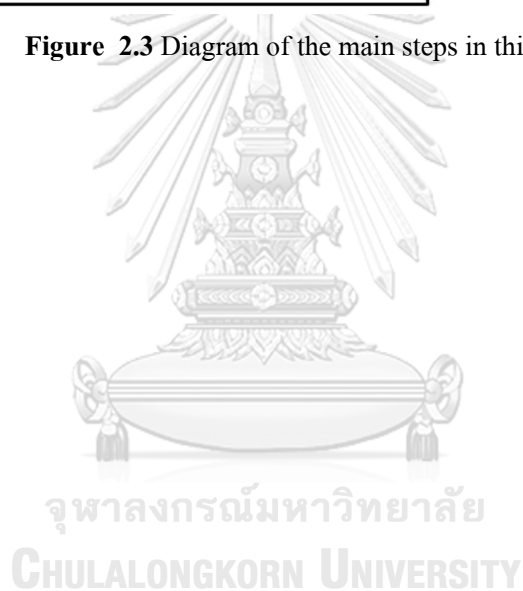 Figure 2.3 Diagram of the main steps in thi
จุฬาลงกรณ์มหาวิทยาลัย
CHULALONGKORN UNIVERSITY